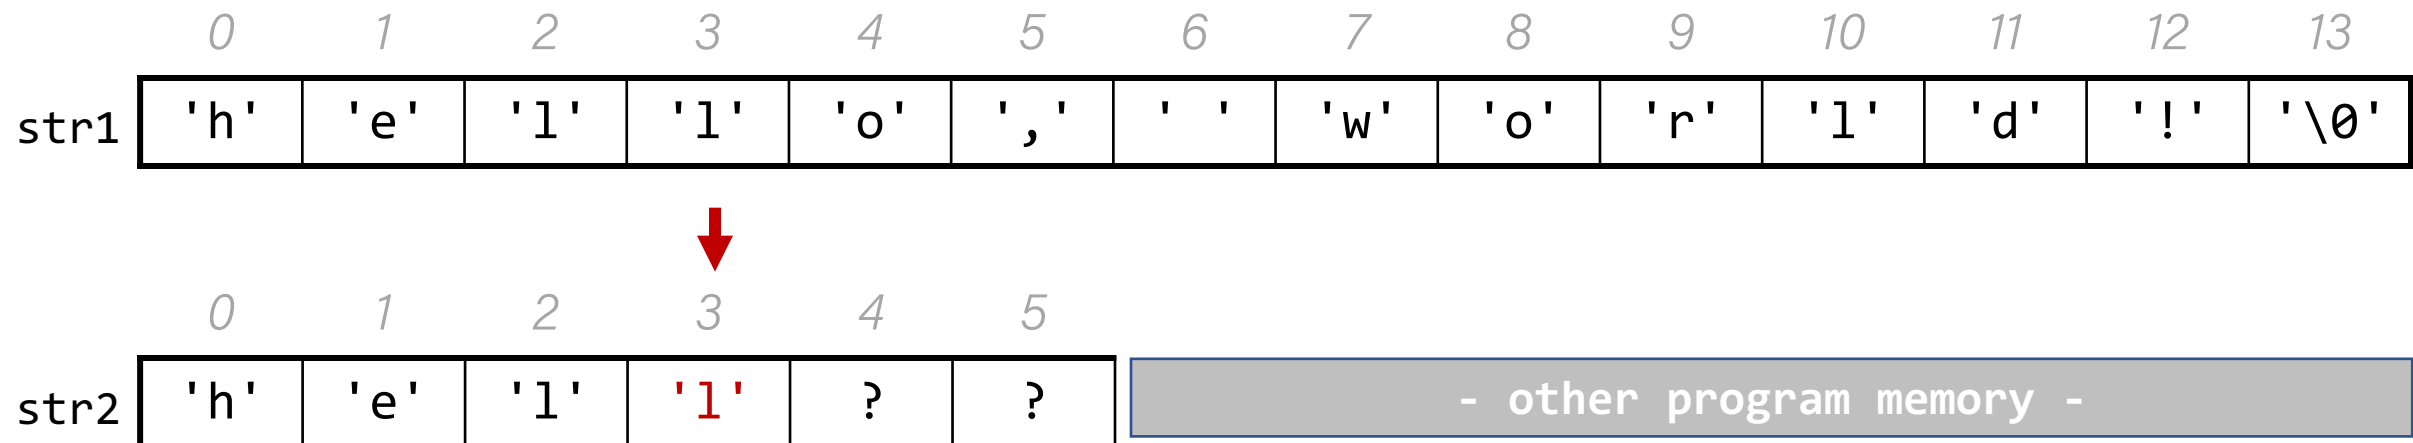 0 1 2 3 4 5 6 7 8 9 10 11 12 13
str1 'h' 'e' 'l' 'l' 'o' ',' ' ' 'w' 'o' 'r' 'l' 'd' '!' '\0'
0 1 2 3 4 5
str2 'h' 'e' 'l' 'l' ? ? - other program memory -